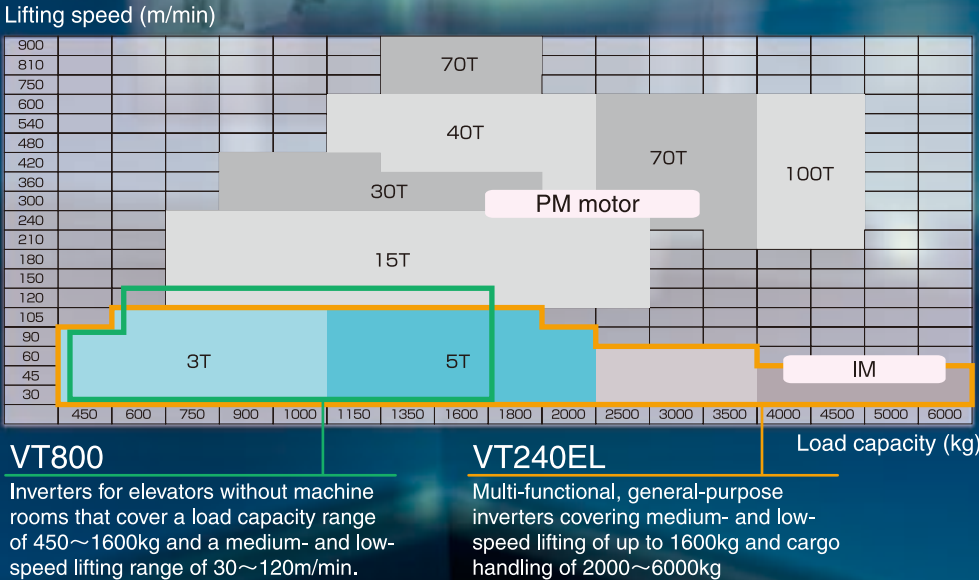 Lifting speed (m/min)
900
810
70T
750
600
540
40T
480
420
70T
100T
360
30T
300
PM motor
240
210
15T
180
150
120
105
90
3T
5T
IM
60
45
30
450 600 750 900 1000 1150 1350 1600 1800 2000 2500 3000 3500 4000 4500 5000 6000
Load capacity (kg)
VT800
Inverters for elevators without machine
rooms that cover a load capacity range
of 450～1600kg and a medium- and low-
speed lifting range of 30～120m/min.
VT240EL
Multi-functional, general-purpose
inverters covering medium- and low-
speed lifting of up to 1600kg and cargo
handling of 2000～6000kg